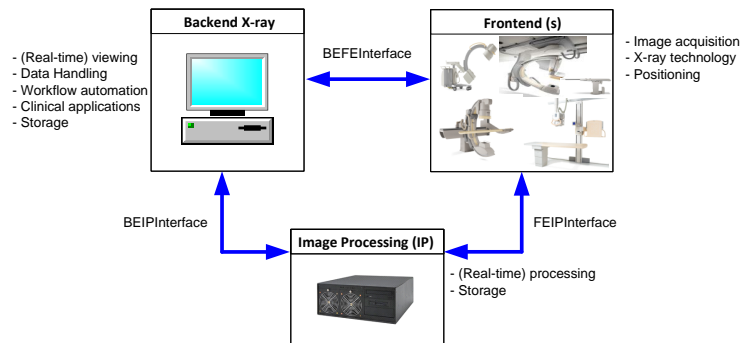 Backend X-ray
Frontend (s)
- (Real-time) viewing
- Data Handling
- Workflow automation
- Clinical applications
- Storage
BEFEInterface
- Image acquisition
- X-ray technology
- Positioning
BEIPInterface
FEIPInterface
Image Processing (IP)
- (Real-time) processing
- Storage